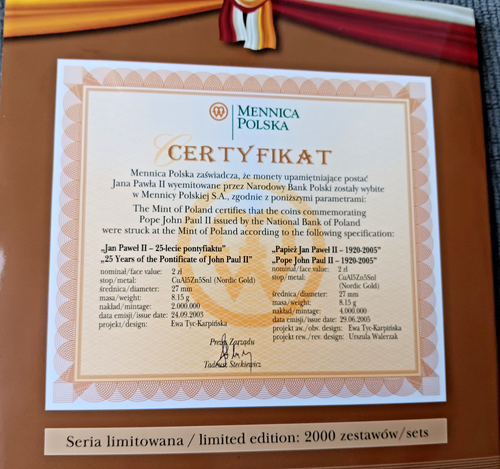 MENNICA
POLSKA
CERTYFIKAT
Mennica Polska zaświadcza, że monety upamiętniające postać
Jana Pawła II wyemitowane przez Narodowy Bank Polski zostały wybite
w Mennicy Polskiej S.A., zgodnie z poniższymi parametrami:
The Mint of Poland certifies that the coins commemorating
Pope John Paul II issued by the National Bank of Poland
were struck at the Mint of Poland according to the following specification:
„Jan Paweł II – 25-lecie pontyfikatu”
„25 Years of the Pontificate of John Paul II”
nominał/face value: 2 zł
stop/metal: CuAl5Zn5Sn1 (Nordic Gold)
średnica/diameter: 27 mm
masa/weight: 8.15 g
nakład/mintage: 2.000.000
data emisji/issue date: 24.09.2003
projekt/design: Ewa Tyc-Karpińska
„Papież Jan Paweł II – 1920-2005”
„Pope John Paul II – 1920-2005”
nominał/face value: 2 zł
stop/metal: CuAl5Zn5Sn1
(Nordic Gold)
średnica/diameter: 27 mm
masa/weight: 8.15 g
nakład/mintage: 4.000.000
data emisji/issue date: 29.06.2005
projekt aw./obv. design: Ewa Tyc-Karpińska
projekt rew./rev. design: Urszula Walerzak
Prezes Zarządu
Tadeusz Steckiewicz
Seria limitowana / limited edition: 2000 zestawów/sets